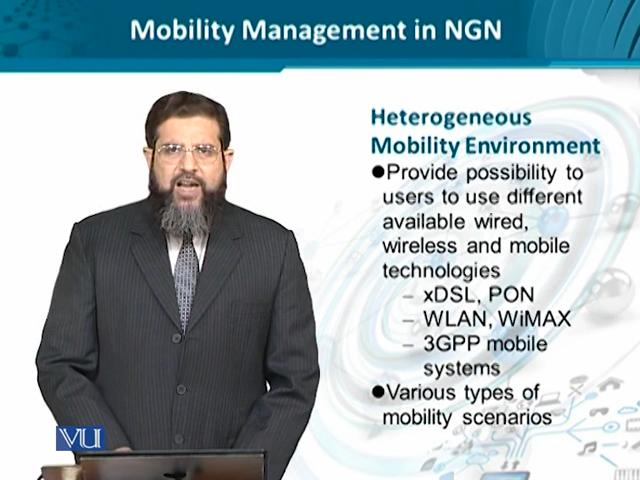 Mobility Management in NGN
Heterogeneous
Mobility Environment
●Provide possibility to
users to use different
available wired,
wireless and mobile
technologies
– xDSL, PON
– WLAN, WiMAX
– 3GPP mobile
systems
●Various types of
mobility scenarios
VU